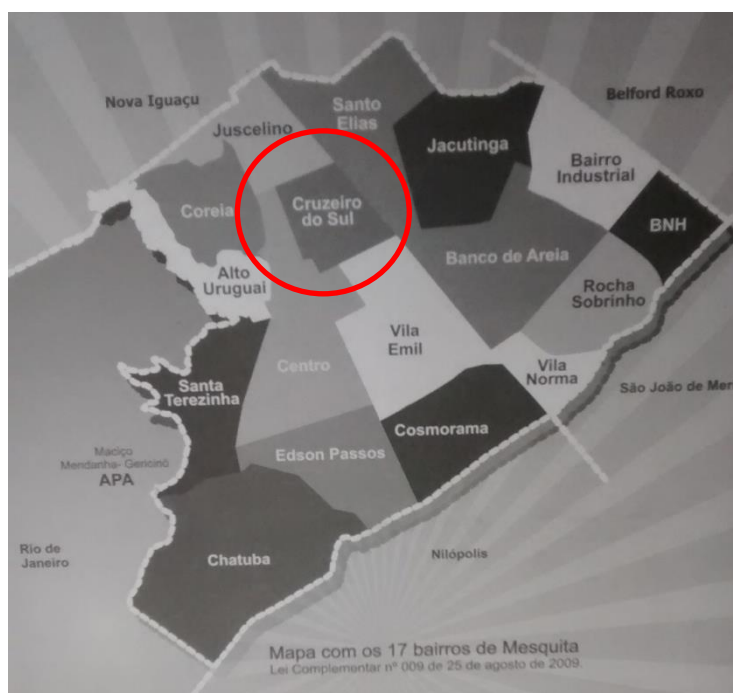 Nova Iguaçu
Belford Roxo
Santo
Elias
Juscelino
Jacutinga
Bairro
Industrial
Cruzeiro
do Sul
Coreia
BNH
Banco de Areia
Alto
Uruguai
Rocha
Sobrinho
Vila
Emil
Centro
Vila
Norma
Santa
Terezinha
São João de Mer
Cosmorama
Edson Passos
Maciço
Mendanha- Gericinó
APA
Rio de
Janeiro
Nilópolis
Chatuba
Mapa com os 17 bairros de Mesquita
Lei Complementar nº 009 de 25 de agosto de 2009.